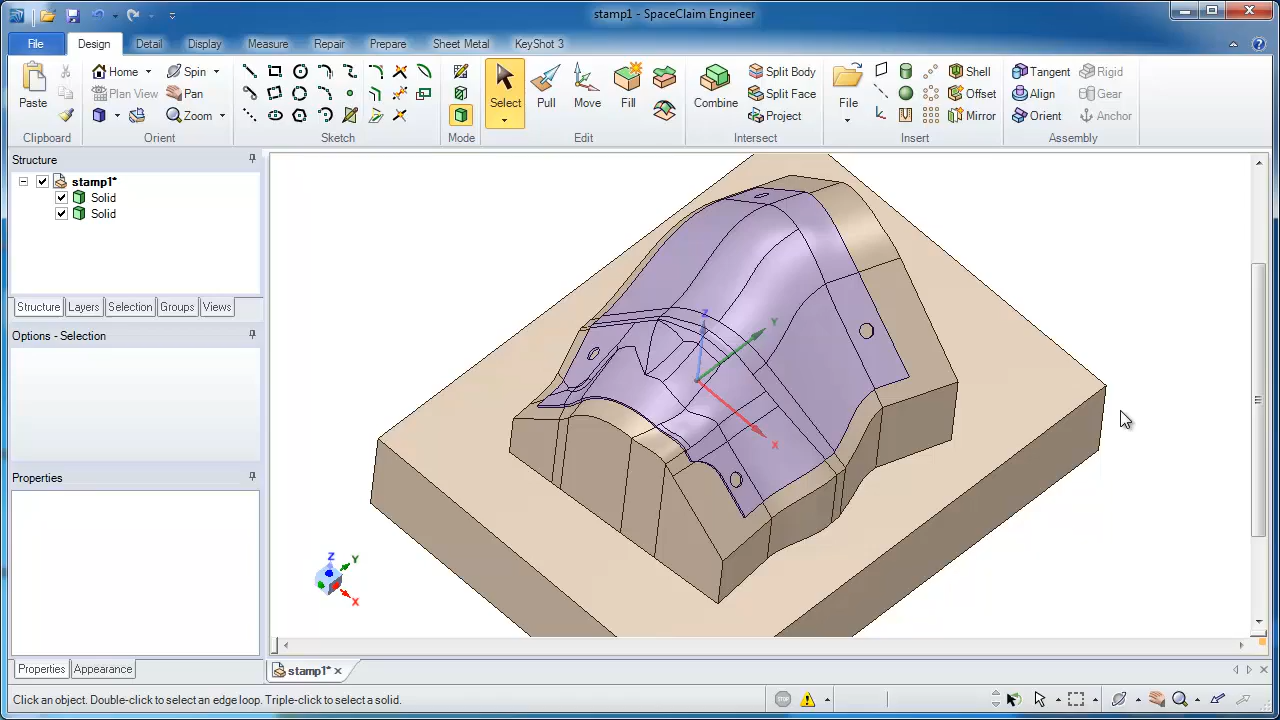 stamp1 - SpaceClaim Engineer
File Design Detail Display Measure Repair Prepare Sheet Metal KeyShot 3
Paste
Clipboard
Home Spin
Plan View Pan
Zoom
Orient
Sketch
Mode
Select Pull Move Fill
Edit
Combine Split Body
Split Face
Project
Intersect
File Shell
Offset
Mirror
Insert
Tangent Rigid
Align Gear
Orient Anchor
Assembly
Structure
stamp1*
Solid
Solid
Structure Layers Selection Groups Views
Options - Selection
Properties
Properties Appearance
Z
Y
X
Z
Y
X
stamp1*
Click an object. Double-click to select an edge loop. Triple-click to select a solid.